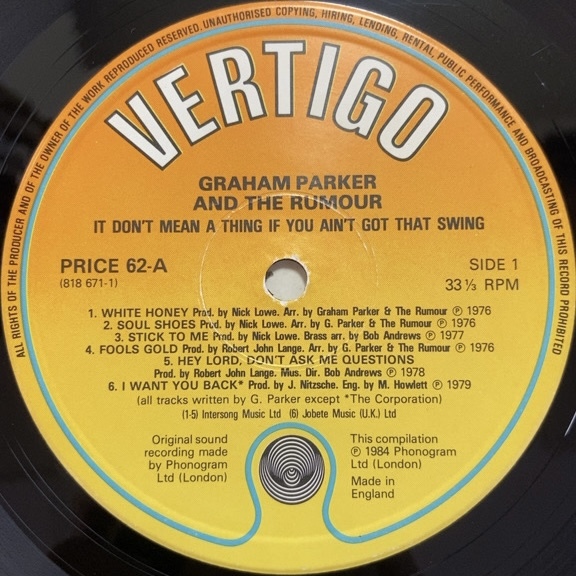 ALL RIGHTS OF THE PRODUCER AND OF THE OWNER OF THE WORK REPRODUCED RESERVED. UNAUTHORISED COPYING, HIRING, LENDING, RENTAL, PUBLIC PERFORMANCE AND BROADCASTING OF THIS RECORD PROHIBITED
VERTIGO
GRAHAM PARKER
AND THE RUMOUR
IT DON'T MEAN A THING IF YOU AIN'T GOT THAT SWING
PRICE 62-A
(818 671-1)
SIDE 1
33⅓ RPM
1. WHITE HONEY Prod. by Nick Lowe. Arr. by Graham Parker & The Rumour ℗ 1976
2. SOUL SHOES Prod. by Nick Lowe. Arr. by G. Parker & The Rumour ℗ 1976
3. STICK TO ME Prod. by Nick Lowe. Brass arr. by Bob Andrews ℗ 1977
4. FOOLS GOLD Prod. by Robert John Lange. Arr. by G. Parker & The Rumour ℗ 1976
5. HEY LORD, DON'T ASK ME QUESTIONS
Prod. by Robert John Lange. Mus. Dir. Bob Andrews ℗ 1978
6. I WANT YOU BACK* Prod. by J. Nitzsche. Eng. by M. Howlett ℗ 1979
(all tracks written by G. Parker except *The Corporation)
(1-5) Intersong Music Ltd (6) Jobete Music (U.K.) Ltd
Original sound
recording made
by Phonogram
Ltd (London)
This compilation
℗ 1984 Phonogram
Ltd (London)
Made in
England